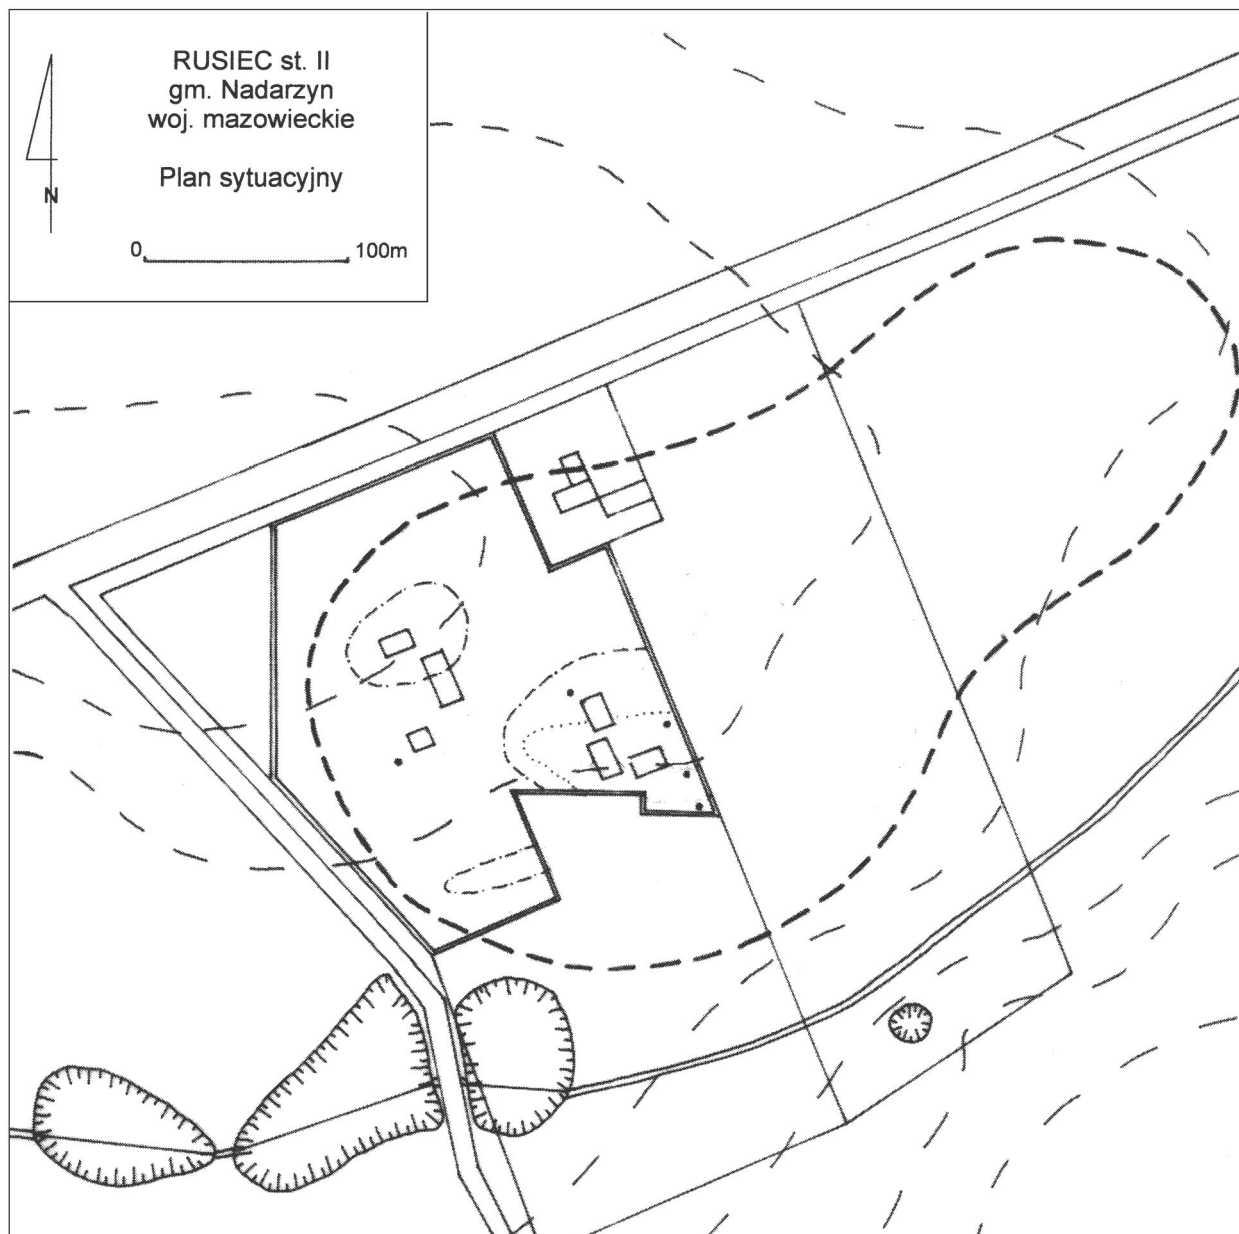 RUSIEC st. II
gm. Nadarzyn
woj. mazowieckie
Plan sytuacyjny
N
0 100m